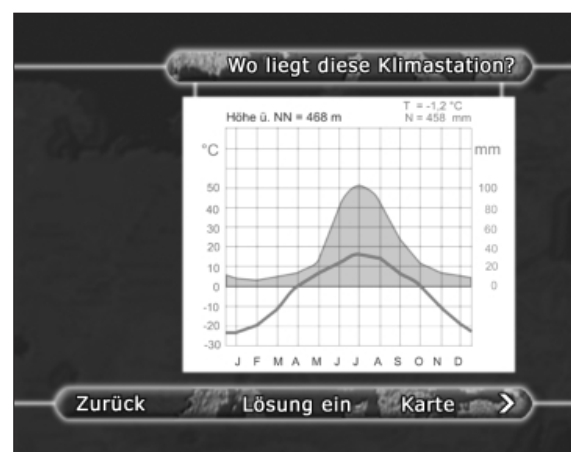 Wo liegt diese Klimastation?
Höhe ü. NN = 468 m
T = -1,2 °C
N = 458 mm
°C mm
50 100
40 80
30 60
20 40
10 20
0 0
-10
-20
-30
J F M A M J J A S O N D
Zurück Lösung ein Karte